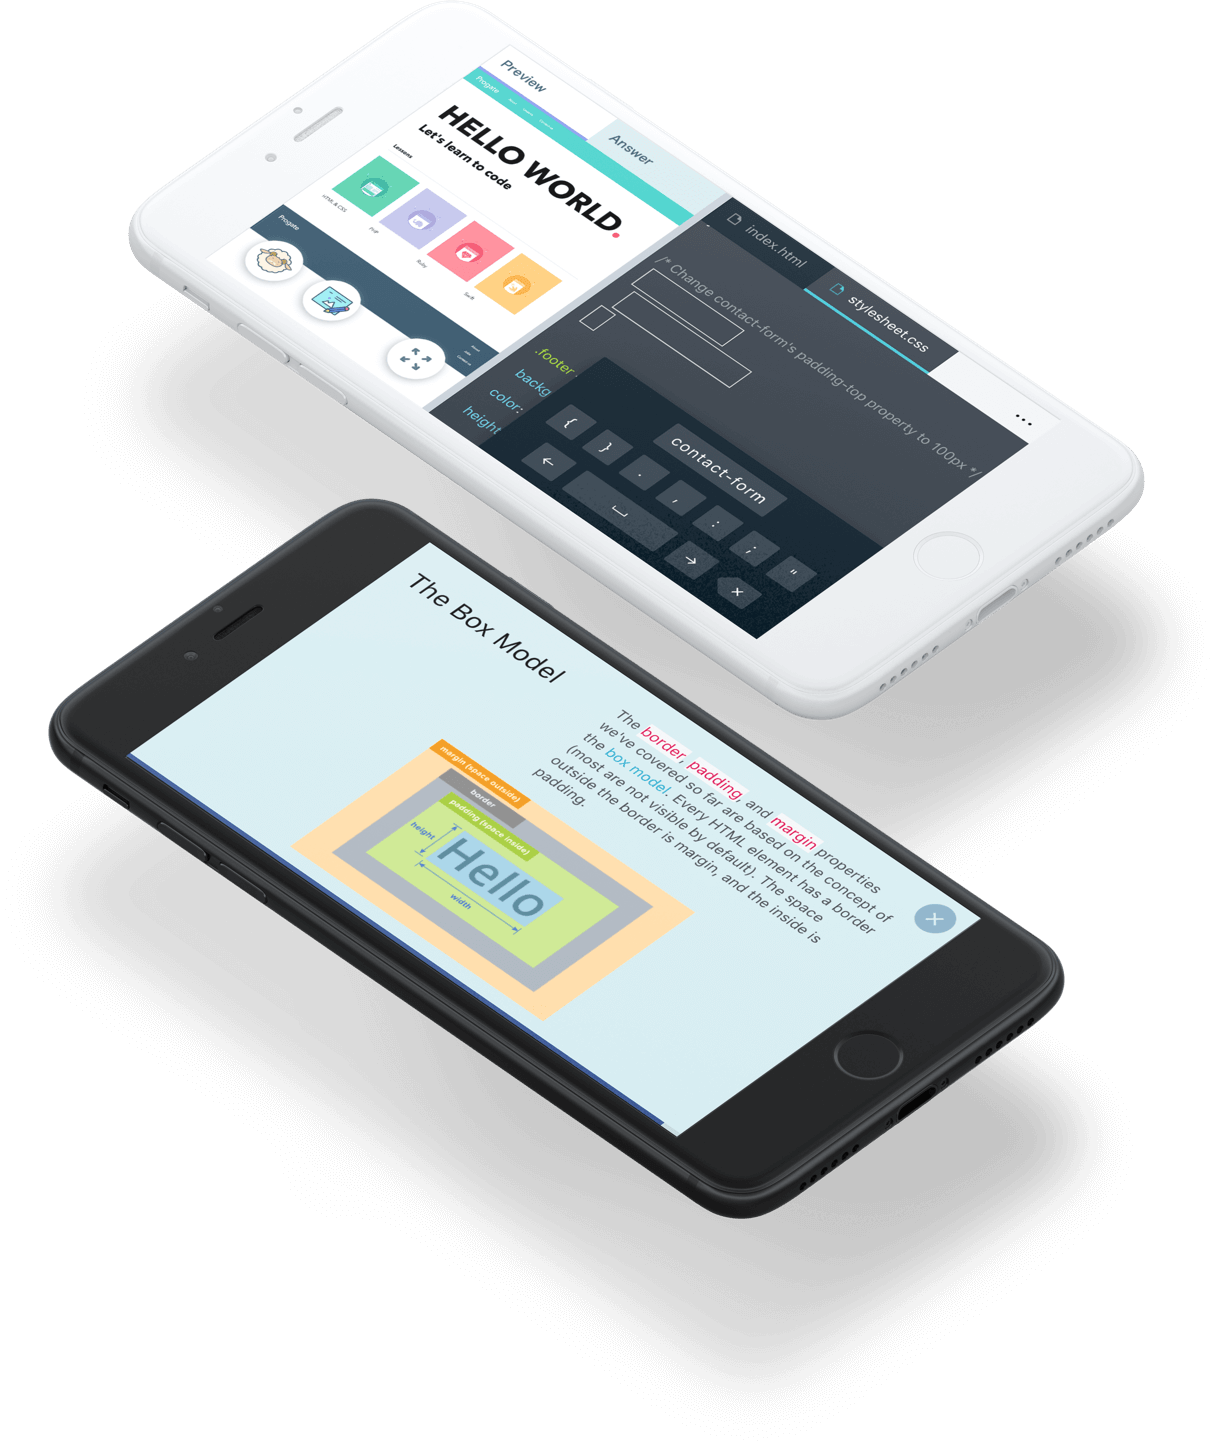 Preview
Answer
Progate
HELLO WORLD.
Let's learn to code
Lessons
HTML & CSS
PHP
Ruby
Swift
Progate
index.html
stylesheet.css
/* Change contact-form's padding-top property to 100px */
.footer
backg
color:
height
contact-form
{ } . , : ; "
The Box Model
The border, padding, and margin properties
we've covered so far are based on the concept of
the box model. Every HTML element has a border
(most are not visible by default). The space
outside the border is margin, and the inside is
padding.
margin (space outside)
border
padding (space inside)
height
Hello
width